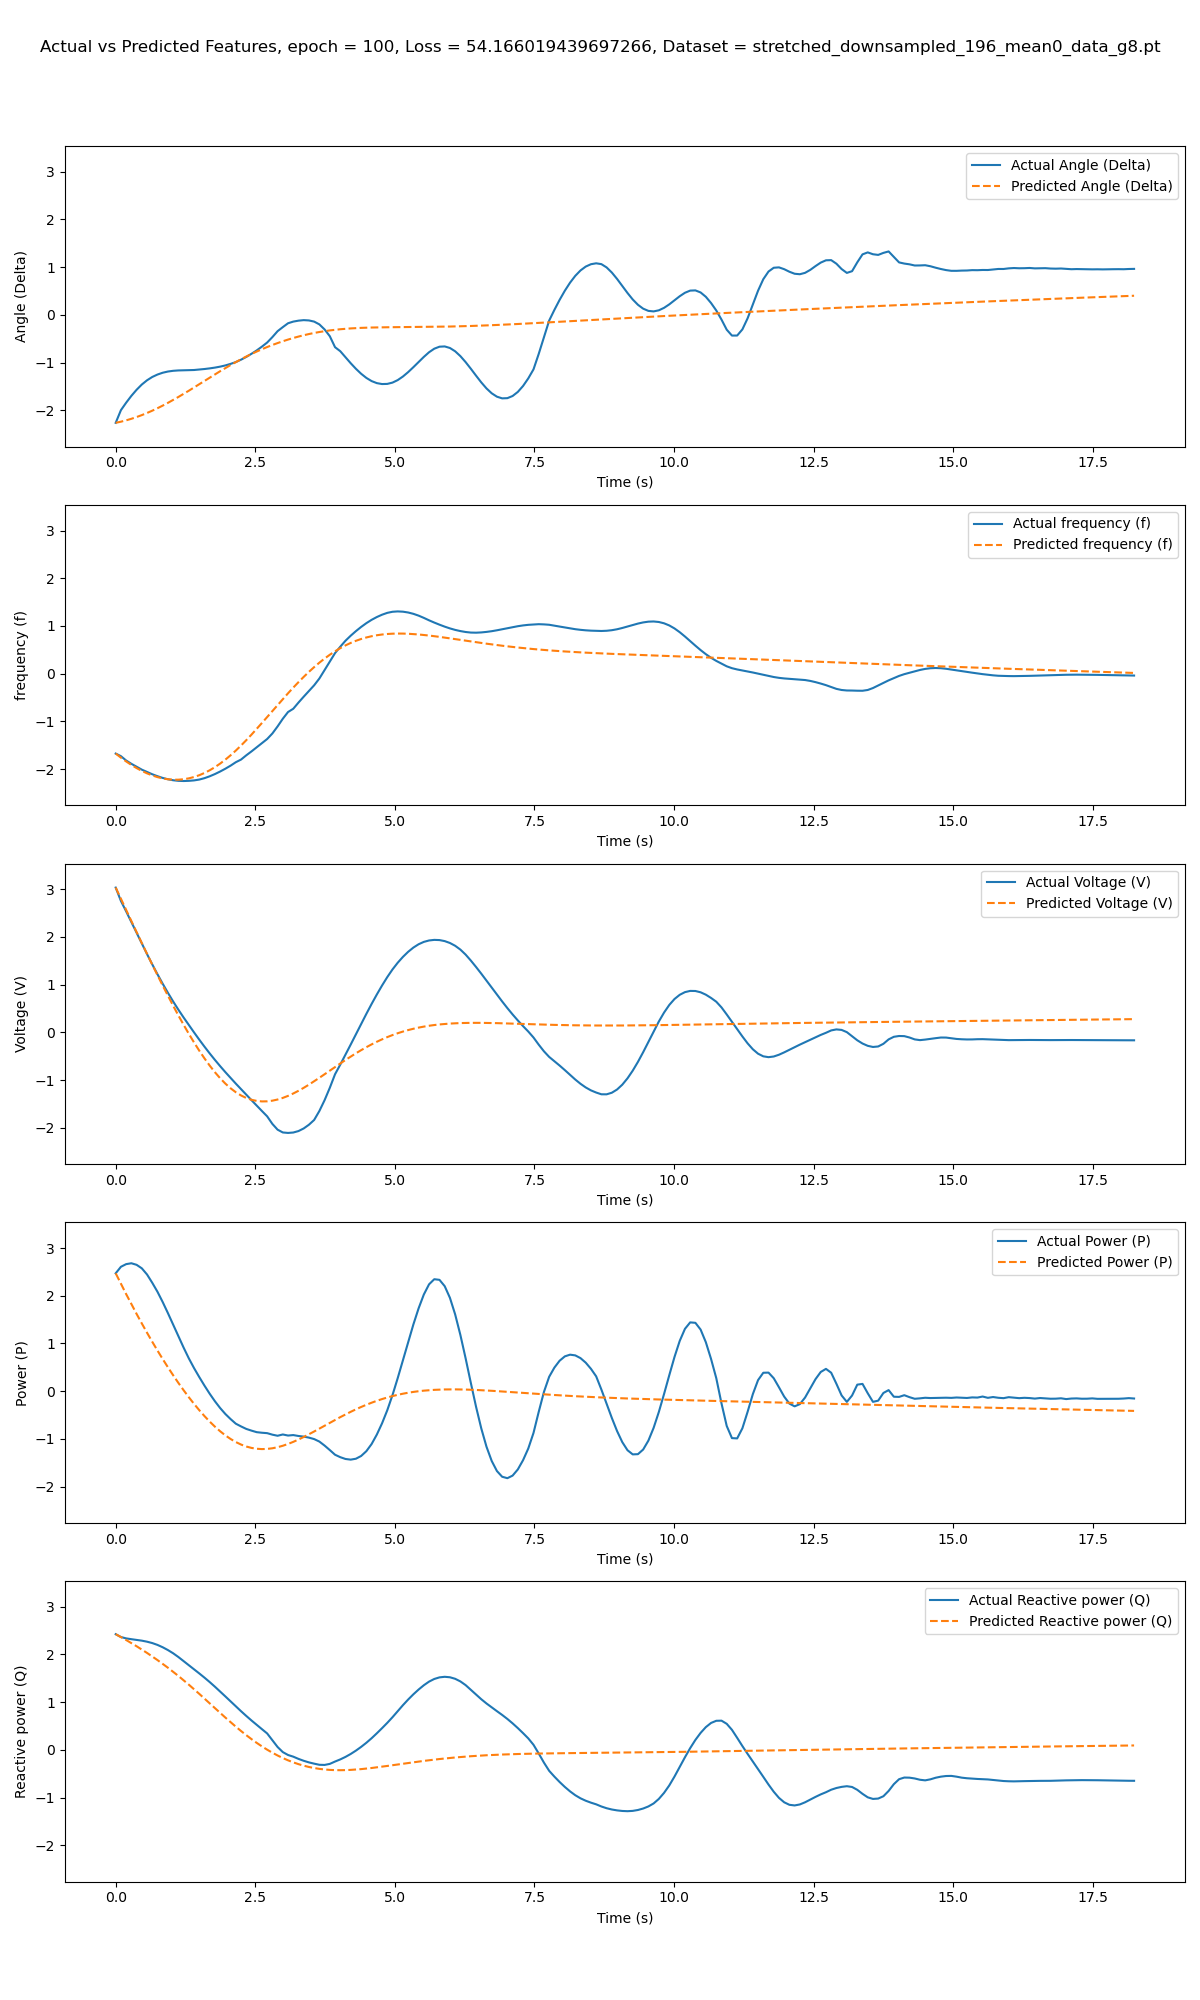 Actual vs Predicted Features, epoch = 100, Loss = 54.166019439697266, Dataset = stretched_downsampled_196_mean0_data_g8.pt
Actual Angle (Delta)
Predicted Angle (Delta)
Angle (Delta)
3
2
1
0
−1
−2
0.0 2.5 5.0 7.5 10.0 12.5 15.0 17.5
Time (s)
Actual frequency (f)
Predicted frequency (f)
frequency (f)
3
2
1
0
−1
−2
0.0 2.5 5.0 7.5 10.0 12.5 15.0 17.5
Time (s)
Actual Voltage (V)
Predicted Voltage (V)
Voltage (V)
3
2
1
0
−1
−2
0.0 2.5 5.0 7.5 10.0 12.5 15.0 17.5
Time (s)
Actual Power (P)
Predicted Power (P)
Power (P)
3
2
1
0
−1
−2
0.0 2.5 5.0 7.5 10.0 12.5 15.0 17.5
Time (s)
Actual Reactive power (Q)
Predicted Reactive power (Q)
Reactive power (Q)
3
2
1
0
−1
−2
0.0 2.5 5.0 7.5 10.0 12.5 15.0 17.5
Time (s)